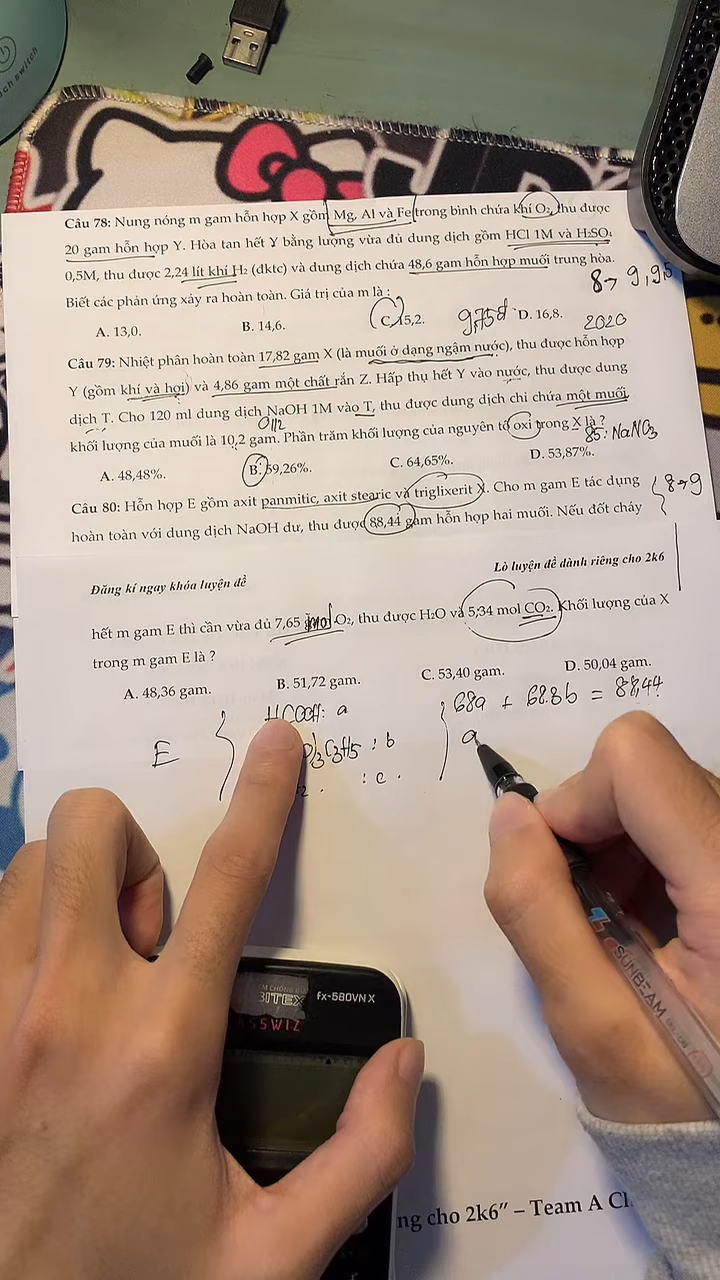 ach switch
Câu 78: Nung nóng m gam hỗn hợp X gồm Mg, Al và Fe trong bình chứa khí O₂, thu được
20 gam hỗn hợp Y. Hòa tan hết Y bằng lượng vừa đủ dung dịch gồm HCl 1M và H₂SO₄
0,5M, thu được 2,24 lít khí H₂ (đktc) và dung dịch chứa 48,6 gam hỗn hợp muối trung hòa.
Biết các phản ứng xảy ra hoàn toàn. Giá trị của m là :
8 → 9,95
A. 13,0. B. 14,6. C. 15,2. 9,75đ D. 16,8.
2020
Câu 79: Nhiệt phân hoàn toàn 17,82 gam X (là muối ở dạng ngậm nước), thu được hỗn hợp
Y (gồm khí và hơi) và 4,86 gam một chất rắn Z. Hấp thụ hết Y vào nước, thu được dung
dịch T. Cho 120 ml dung dịch NaOH 1M vào T, thu được dung dịch chỉ chứa một muối,
0,12
khối lượng của muối là 10,2 gam. Phần trăm khối lượng của nguyên tố oxi trong X là ?
85: NaNO₃
A. 48,48%. B. 59,26%. C. 64,65%. D. 53,87%.
Câu 80: Hỗn hợp E gồm axit panmitic, axit stearic và triglixerit X. Cho m gam E tác dụng
8 → 9
hoàn toàn với dung dịch NaOH dư, thu được 88,44 gam hỗn hợp hai muối. Nếu đốt cháy
Đăng kí ngay khóa luyện đề Lò luyện đề dành riêng cho 2k6
hết m gam E thì cần vừa đủ 7,65 mol O₂, thu được H₂O và 5,34 mol CO₂. Khối lượng của X
trong m gam E là ?
A. 48,36 gam. B. 51,72 gam. C. 53,40 gam. D. 50,04 gam.
HCOOH: a
68a + 68.3b = 88,44
E
)₃C₃H₅ : b
a
: c.
BITEX
fx-580VN X
SSWIZ
SUNBEAM
ng cho 2k6" – Team A